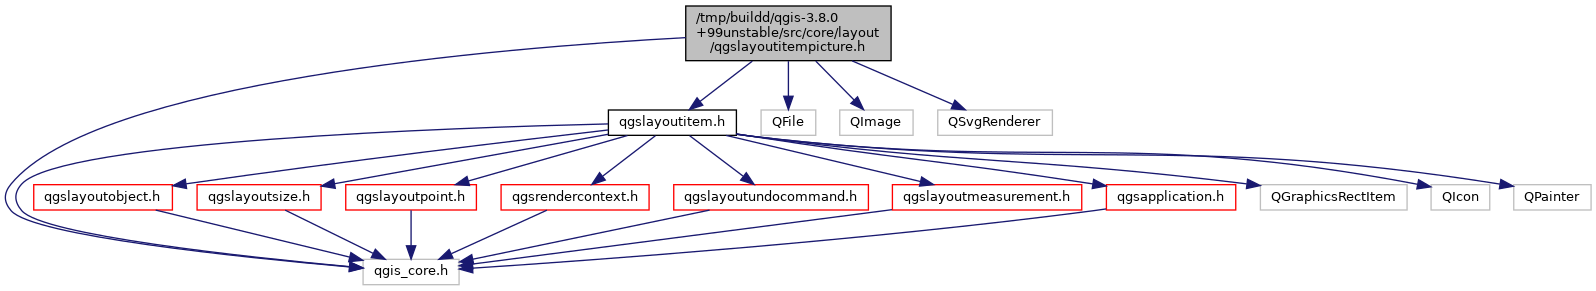 /tmp/buildd/qgis-3.8.0
+99unstable/src/core/layout
/qgslayoutitempicture.h
qgslayoutitem.h
QFile
QImage
QSvgRenderer
qgslayoutobject.h
qgslayoutsize.h
qgslayoutpoint.h
qgsrendercontext.h
qgslayoutundocommand.h
qgslayoutmeasurement.h
qgsapplication.h
QGraphicsRectItem
QIcon
QPainter
qgis_core.h